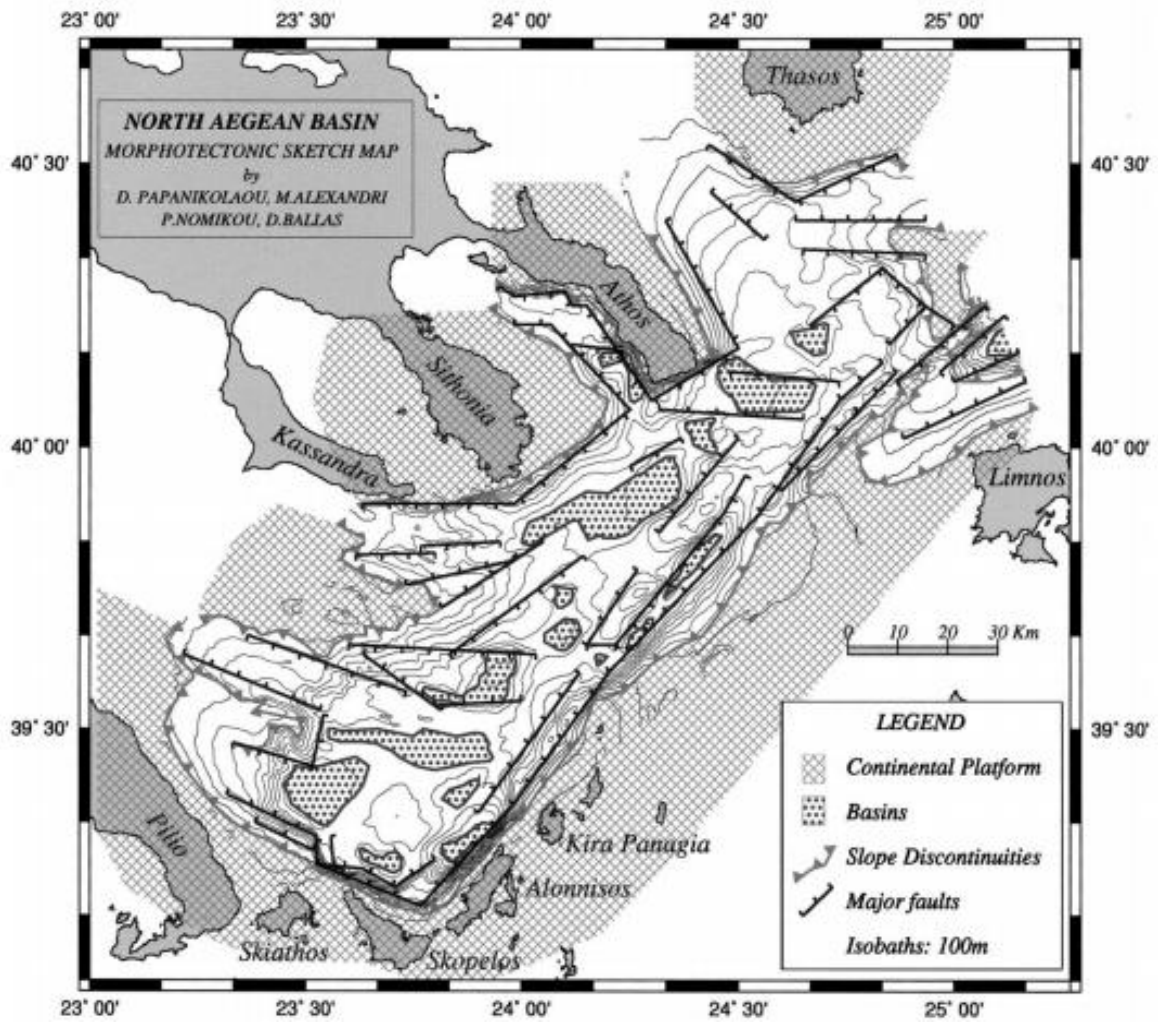 23° 00'
23° 30'
24° 00'
24° 30'
25° 00'
Thasos
NORTH AEGEAN BASIN
MORPHOTECTONIC SKETCH MAP
by
D. PAPANIKOLAOU, M.ALEXANDRI
P.NOMIKOU, D.BALLAS
40° 30'
40° 30'
Athos
Sithonia
Kassandra
40° 00'
40° 00'
Limnos
0 10 20 30 Km
39° 30'
39° 30'
LEGEND
Continental Platform
Basins
Slope Discontinuities
Major faults
Isobaths: 100m
Pilio
Kira Panagia
Alonnisos
Skiathos
Skopelos
23° 00'
23° 30'
24° 00'
24° 30'
25° 00'